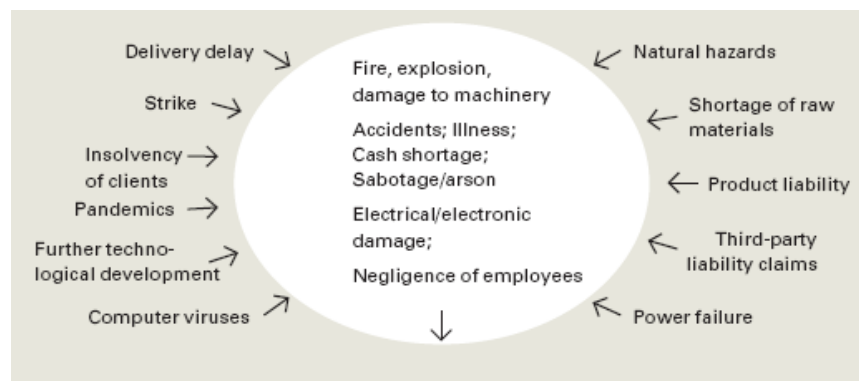 Delivery delay
Strike
Insolvency
of clients
Pandemics
Further techno-
logical development
Computer viruses
Fire, explosion,
damage to machinery
Accidents; Illness;
Cash shortage;
Sabotage/arson
Electrical/electronic
damage;
Negligence of employees
Natural hazards
Shortage of raw
materials
Product liability
Third-party
liability claims
Power failure